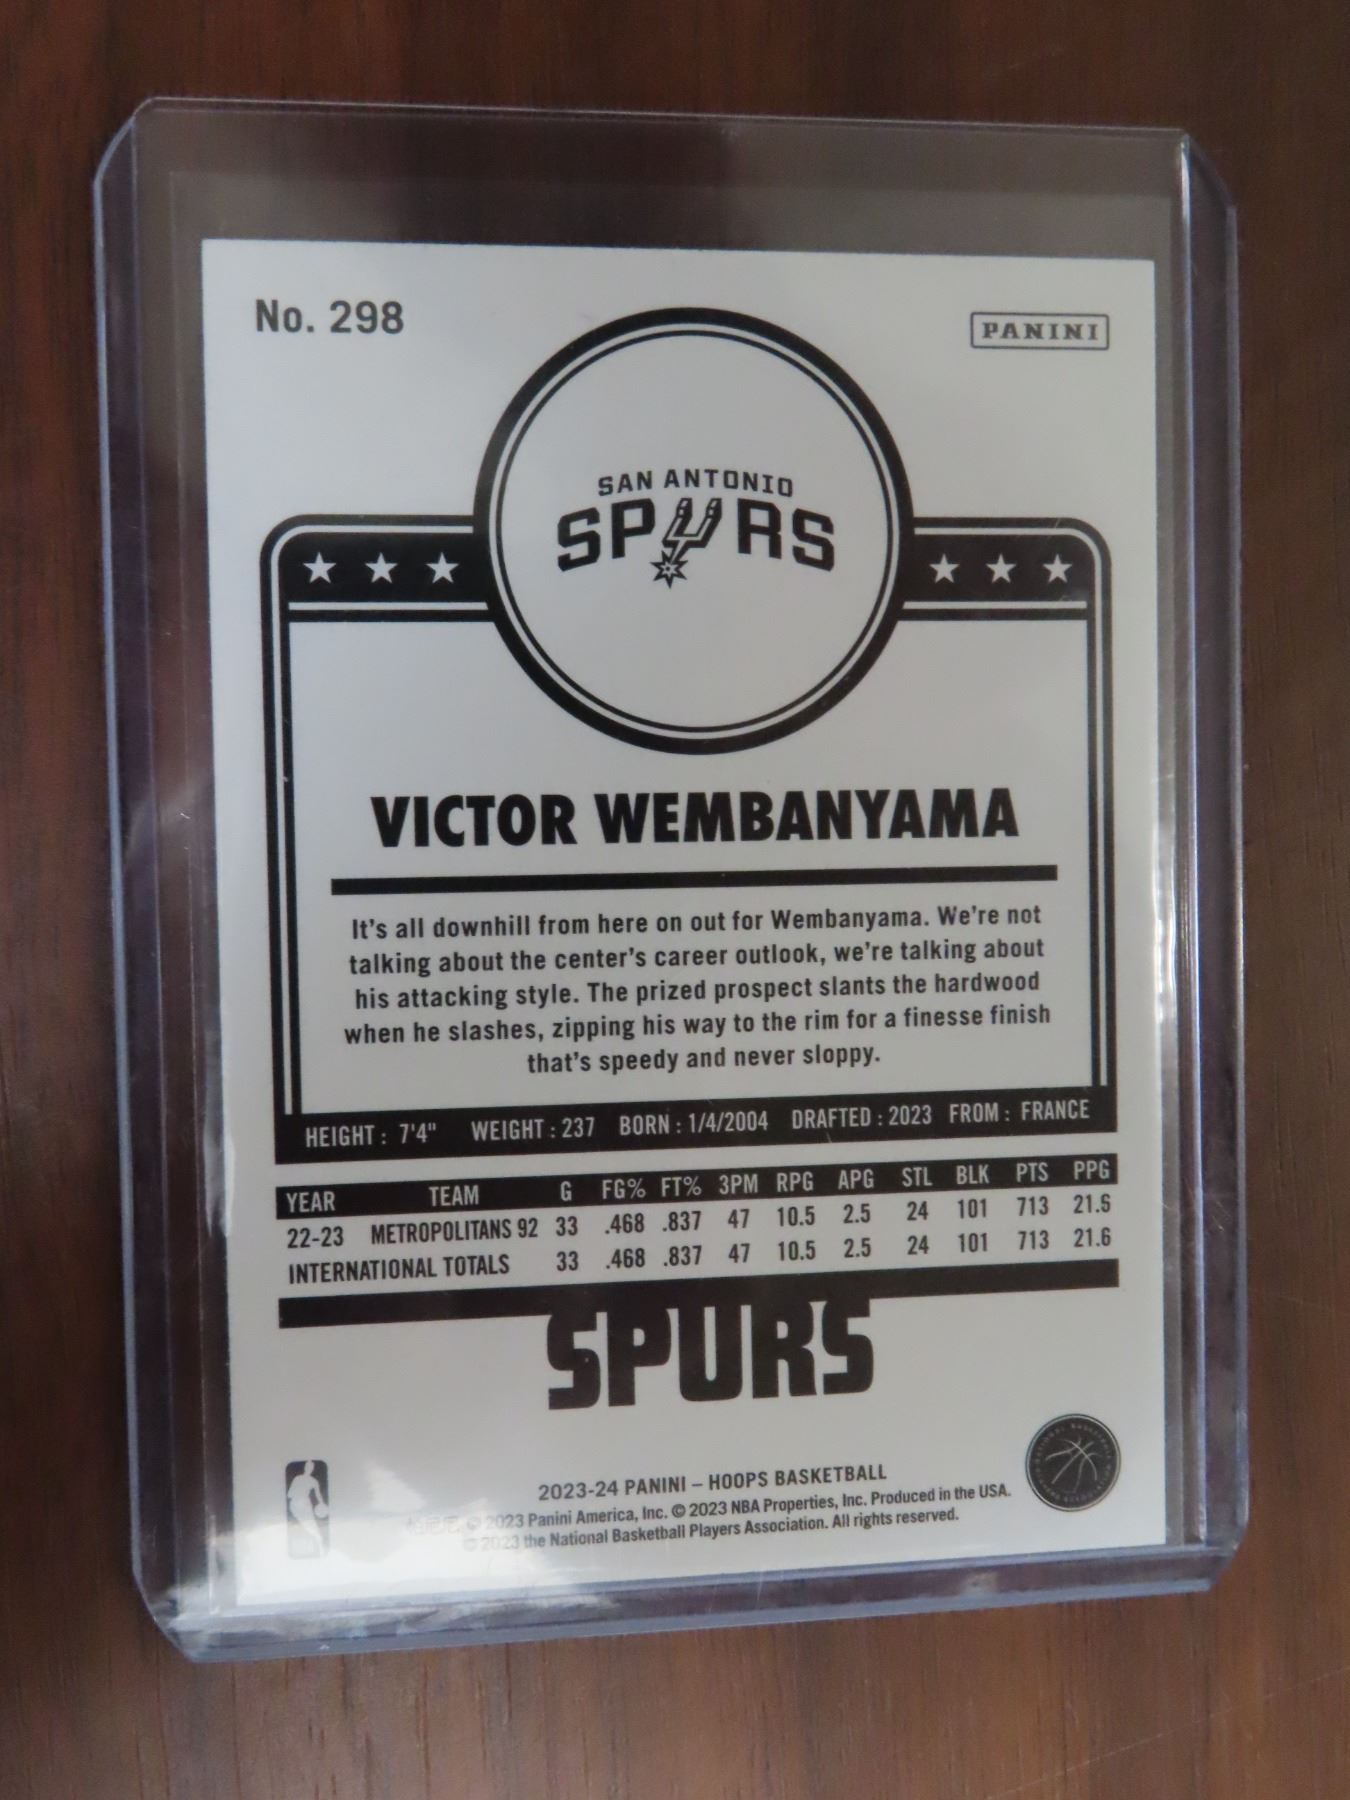 No. 298
PANINI
SAN ANTONIO
SPURS
VICTOR WEMBANYAMA
It's all downhill from here on out for Wembanyama. We're not
talking about the center's career outlook, we're talking about
his attacking style. The prized prospect slants the hardwood
when he slashes, zipping his way to the rim for a finesse finish
that's speedy and never sloppy.
HEIGHT : 7'4" WEIGHT : 237 BORN : 1/4/2004 DRAFTED : 2023 FROM : FRANCE
YEAR TEAM G FG% FT% 3PM RPG APG STL BLK PTS PPG
22-23 METROPOLITANS 92 33 .468 .837 47 10.5 2.5 24 101 713 21.6
INTERNATIONAL TOTALS 33 .468 .837 47 10.5 2.5 24 101 713 21.6
SPURS
2023-24 PANINI – HOOPS BASKETBALL
© 2023 Panini America, Inc. © 2023 NBA Properties, Inc. Produced in the USA.
© 2023 the National Basketball Players Association. All rights reserved.